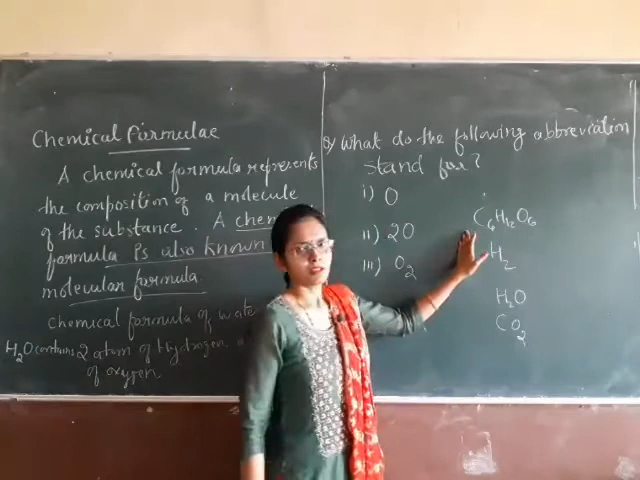 Chemical Formulae
A chemical formula represents
the composition of a molecule
of the substance. A chem
formula is also known
molecular formula
chemical formula of wate
H₂O contains 2 atom of Hydrogen a
of oxygen
Q) What do the following abbreviation
stand for?
i) O
ii) 2O
iii) O₂
C₆H₁₂O₆
H₂
H₂O
CO₂